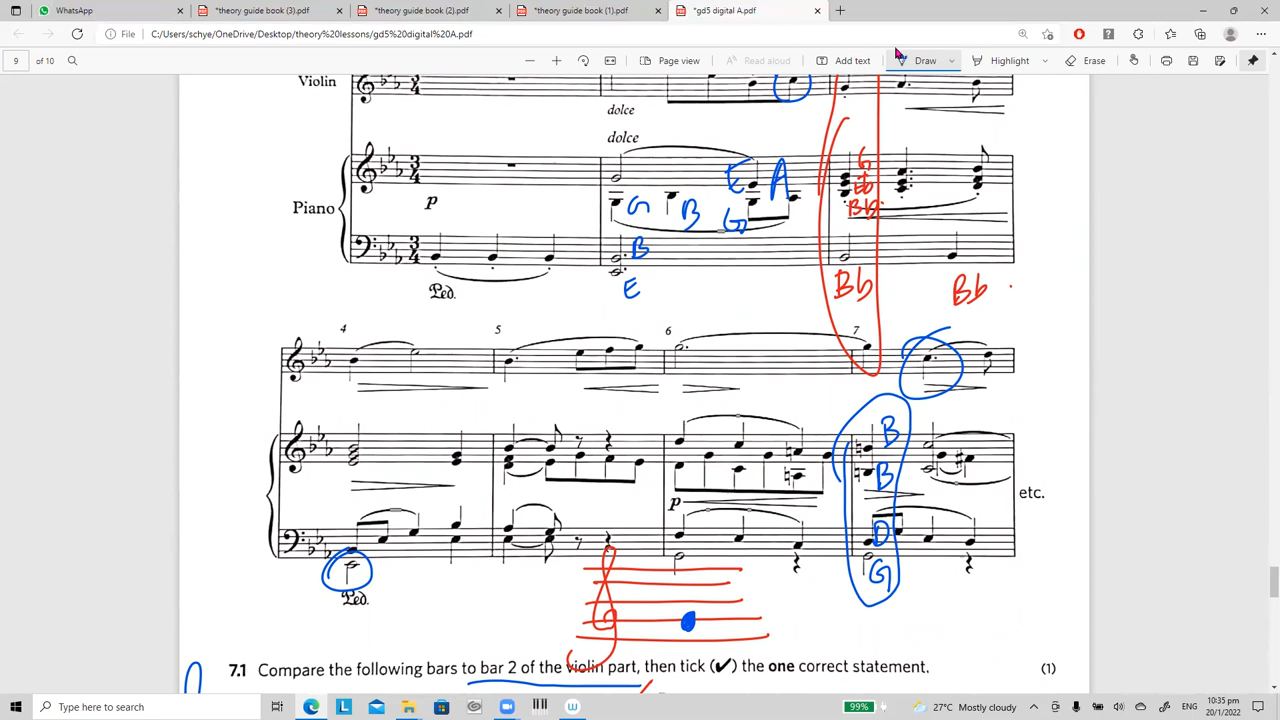 WhatsApp
*theory guide book (3).pdf
*theory guide book (2).pdf
*theory guide book (1).pdf
*gd5 digital A.pdf
File
C:/Users/schye/OneDrive/Desktop/theory%20lessons/gd5%20digital%20A.pdf
9 of 10
Page view
Read aloud
Add text
Draw
Highlight
Erase
Violin
dolce
dolce
Piano
p
G B G E A
B
E
G
Eb
Bb
Bb
Bb
Ped.
4 5 6 7
p
B
B
D
G
etc.
Ped.
7.1 Compare the following bars to bar 2 of the violin part, then tick (✔) the one correct statement. (1)
Type here to search
99%
27°C Mostly cloudy
10:35 pm
20/1/2022